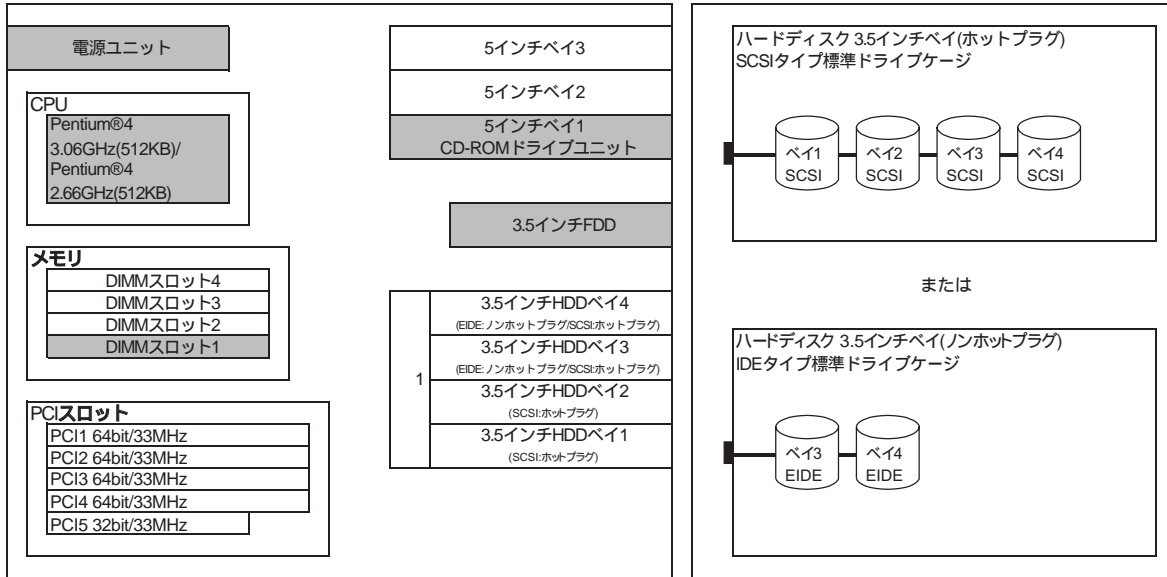 電源ユニット
CPU
Pentium®4
3.06GHz(512KB)/
Pentium®4
2.66GHz(512KB)
メモリ
DIMMスロット4
DIMMスロット3
DIMMスロット2
DIMMスロット1
PCIスロット
PCI1 64bit/33MHz
PCI2 64bit/33MHz
PCI3 64bit/33MHz
PCI4 64bit/33MHz
PCI5 32bit/33MHz
5インチベイ3
5インチベイ2
5インチベイ1
CD-ROMドライブユニット
3.5インチFDD
1
3.5インチHDDベイ4
(EIDE:ノンホットプラグ/SCSI:ホットプラグ)
3.5インチHDDベイ3
(EIDE:ノンホットプラグ/SCSI:ホットプラグ)
3.5インチHDDベイ2
(SCSI:ホットプラグ)
3.5インチHDDベイ1
(SCSI:ホットプラグ)
ハードディスク 3.5インチベイ(ホットプラグ)
SCSIタイプ標準ドライブケージ
ベイ1 ベイ2 ベイ3 ベイ4
SCSI SCSI SCSI SCSI
または
ハードディスク 3.5インチベイ(ノンホットプラグ)
IDEタイプ標準ドライブケージ
ベイ3 ベイ4
EIDE EIDE